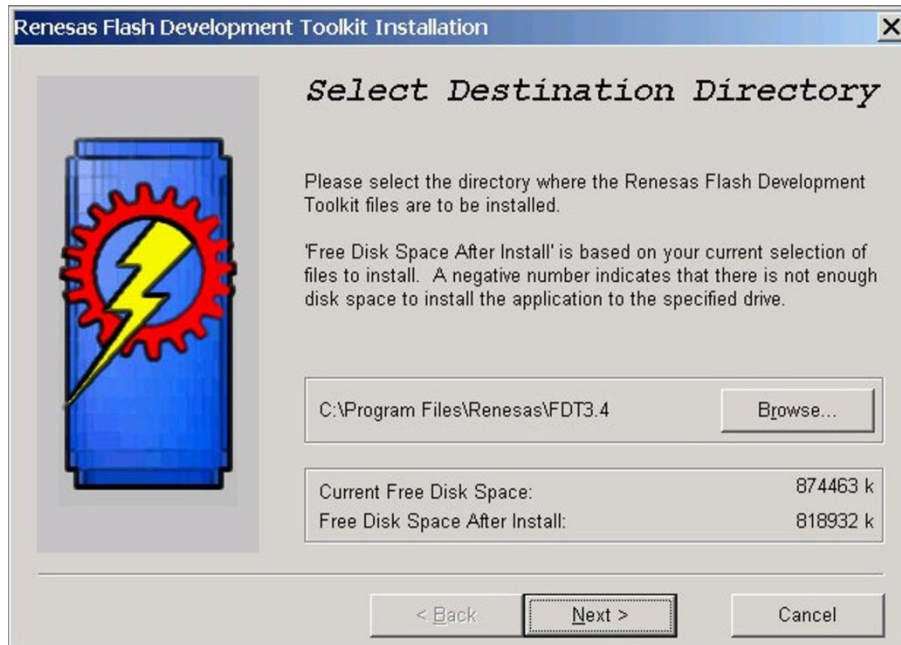 Renesas Flash Development Toolkit Installation
Select Destination Directory
Please select the directory where the Renesas Flash Development
Toolkit files are to be installed.
'Free Disk Space After Install' is based on your current selection of
files to install.  A negative number indicates that there is not enough
disk space to install the application to the specified drive.
C:\Program Files\Renesas\FDT3.4
Browse...
Current Free Disk Space: 874463 k
Free Disk Space After Install: 818932 k
< Back
Next >
Cancel